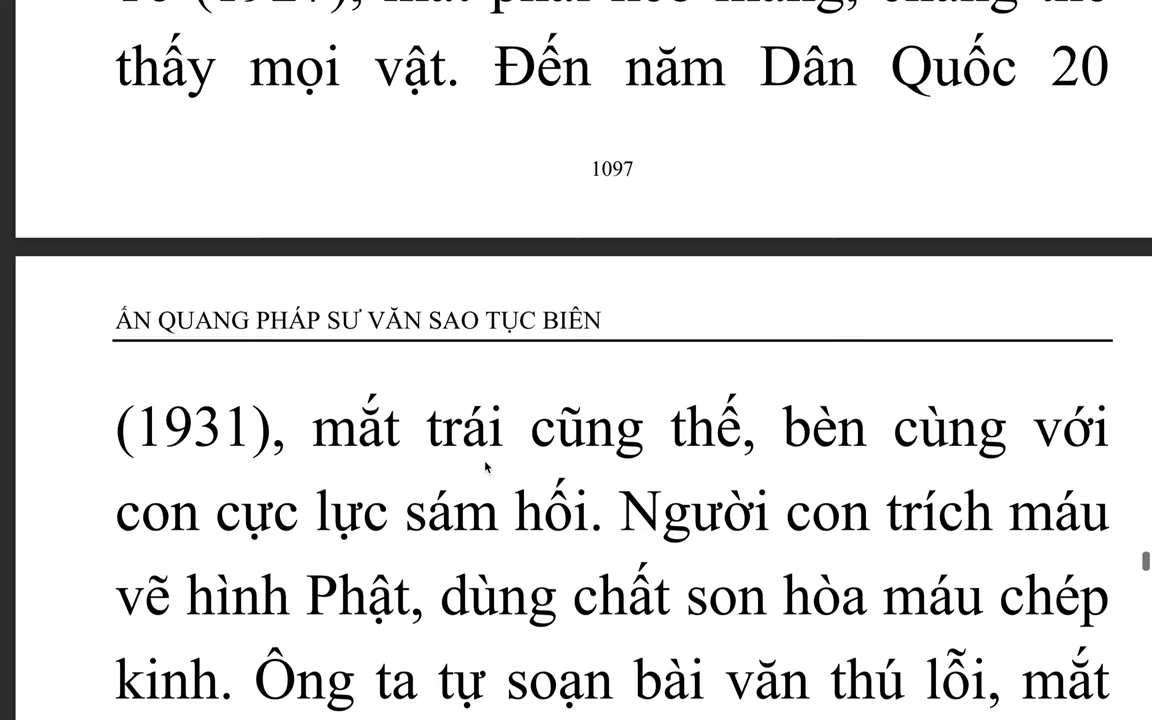 thấy mọi vật. Đến năm Dân Quốc 20
1097
ẤN QUANG PHÁP SƯ VĂN SAO TỤC BIÊN
(1931), mắt trái cũng thế, bèn cùng với
con cực lực sám hối. Người con trích máu
vẽ hình Phật, dùng chất son hòa máu chép
kinh. Ông ta tự soạn bài văn thú lỗi, mắt